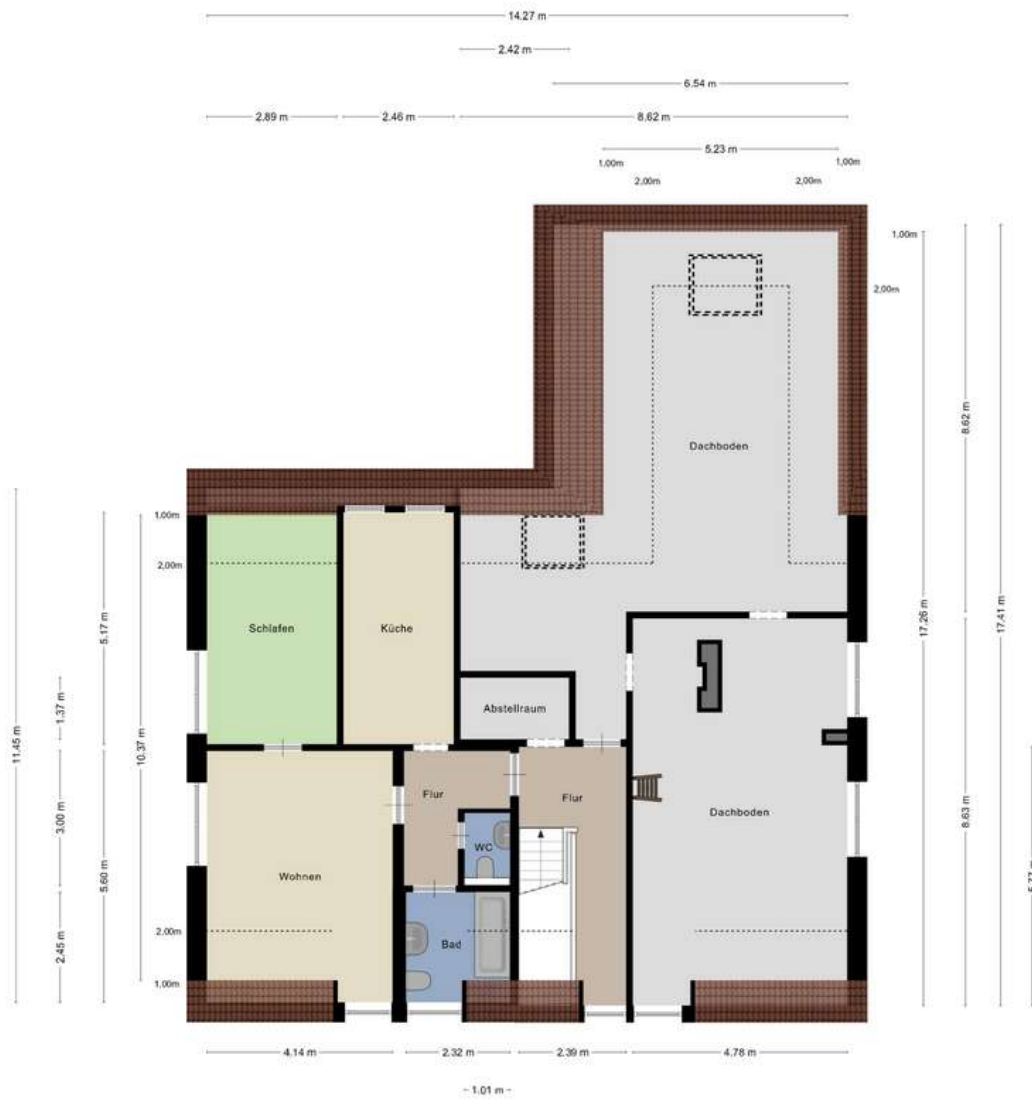 14.27 m
2.42 m
6.54 m
2.89 m
2.46 m
8.62 m
5.23 m
1,00m
1,00m
2,00m
2,00m
1,00m
2,00m
Dachboden
8.62 m
17.26 m
17.41 m
1,00m
2,00m
Schlafen
Küche
5.17 m
1.37 m
10.37 m
11.45 m
Abstellraum
Flur
Flur
WC
Dachboden
8.63 m
3.00 m
5.60 m
Wohnen
2,00m
Bad
2.45 m
1,00m
4.14 m
2.32 m
2.39 m
4.78 m
1.01 m